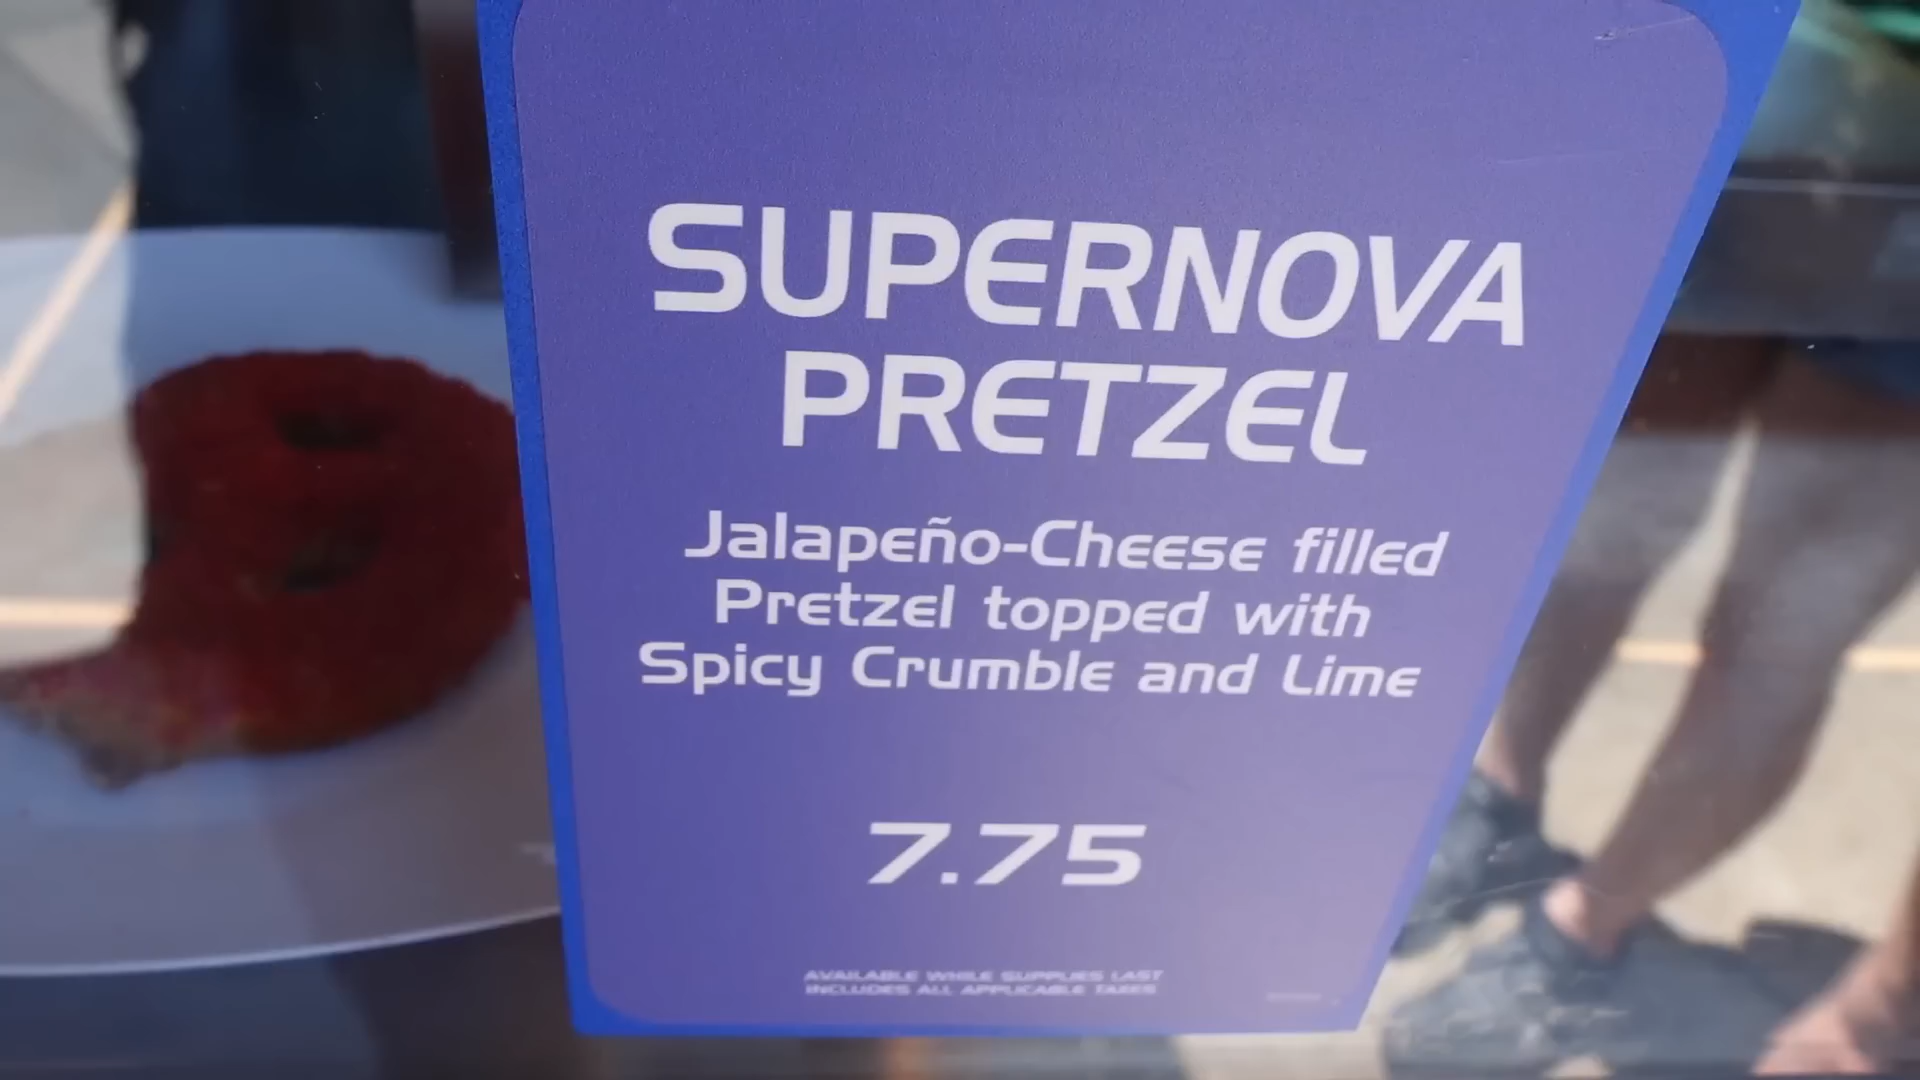 SUPERNOVA
PRETZEL
Jalapeño-Cheese filled
Pretzel topped with
Spicy Crumble and Lime
7.75
AVAILABLE WHILE SUPPLIES LAST
INCLUDES ALL APPLICABLE TAXES